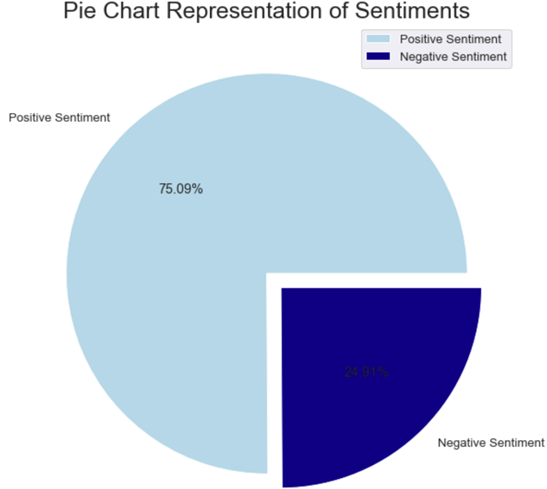 Pie Chart Representation of Sentiments
Positive Sentiment
Negative Sentiment
Positive Sentiment
75.09%
24.91%
Negative Sentiment